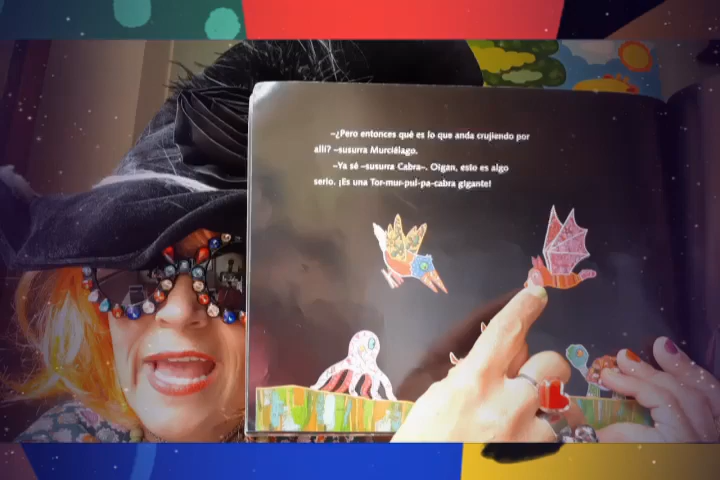 –¿Pero entonces qué es lo que anda crujiendo por
allí? –susurra Murciélago.
–Ya sé –susurra Cabra–. Oigan, esto es algo
serio. ¡Es una Tor-mur-pul-pa-cabra gigante!